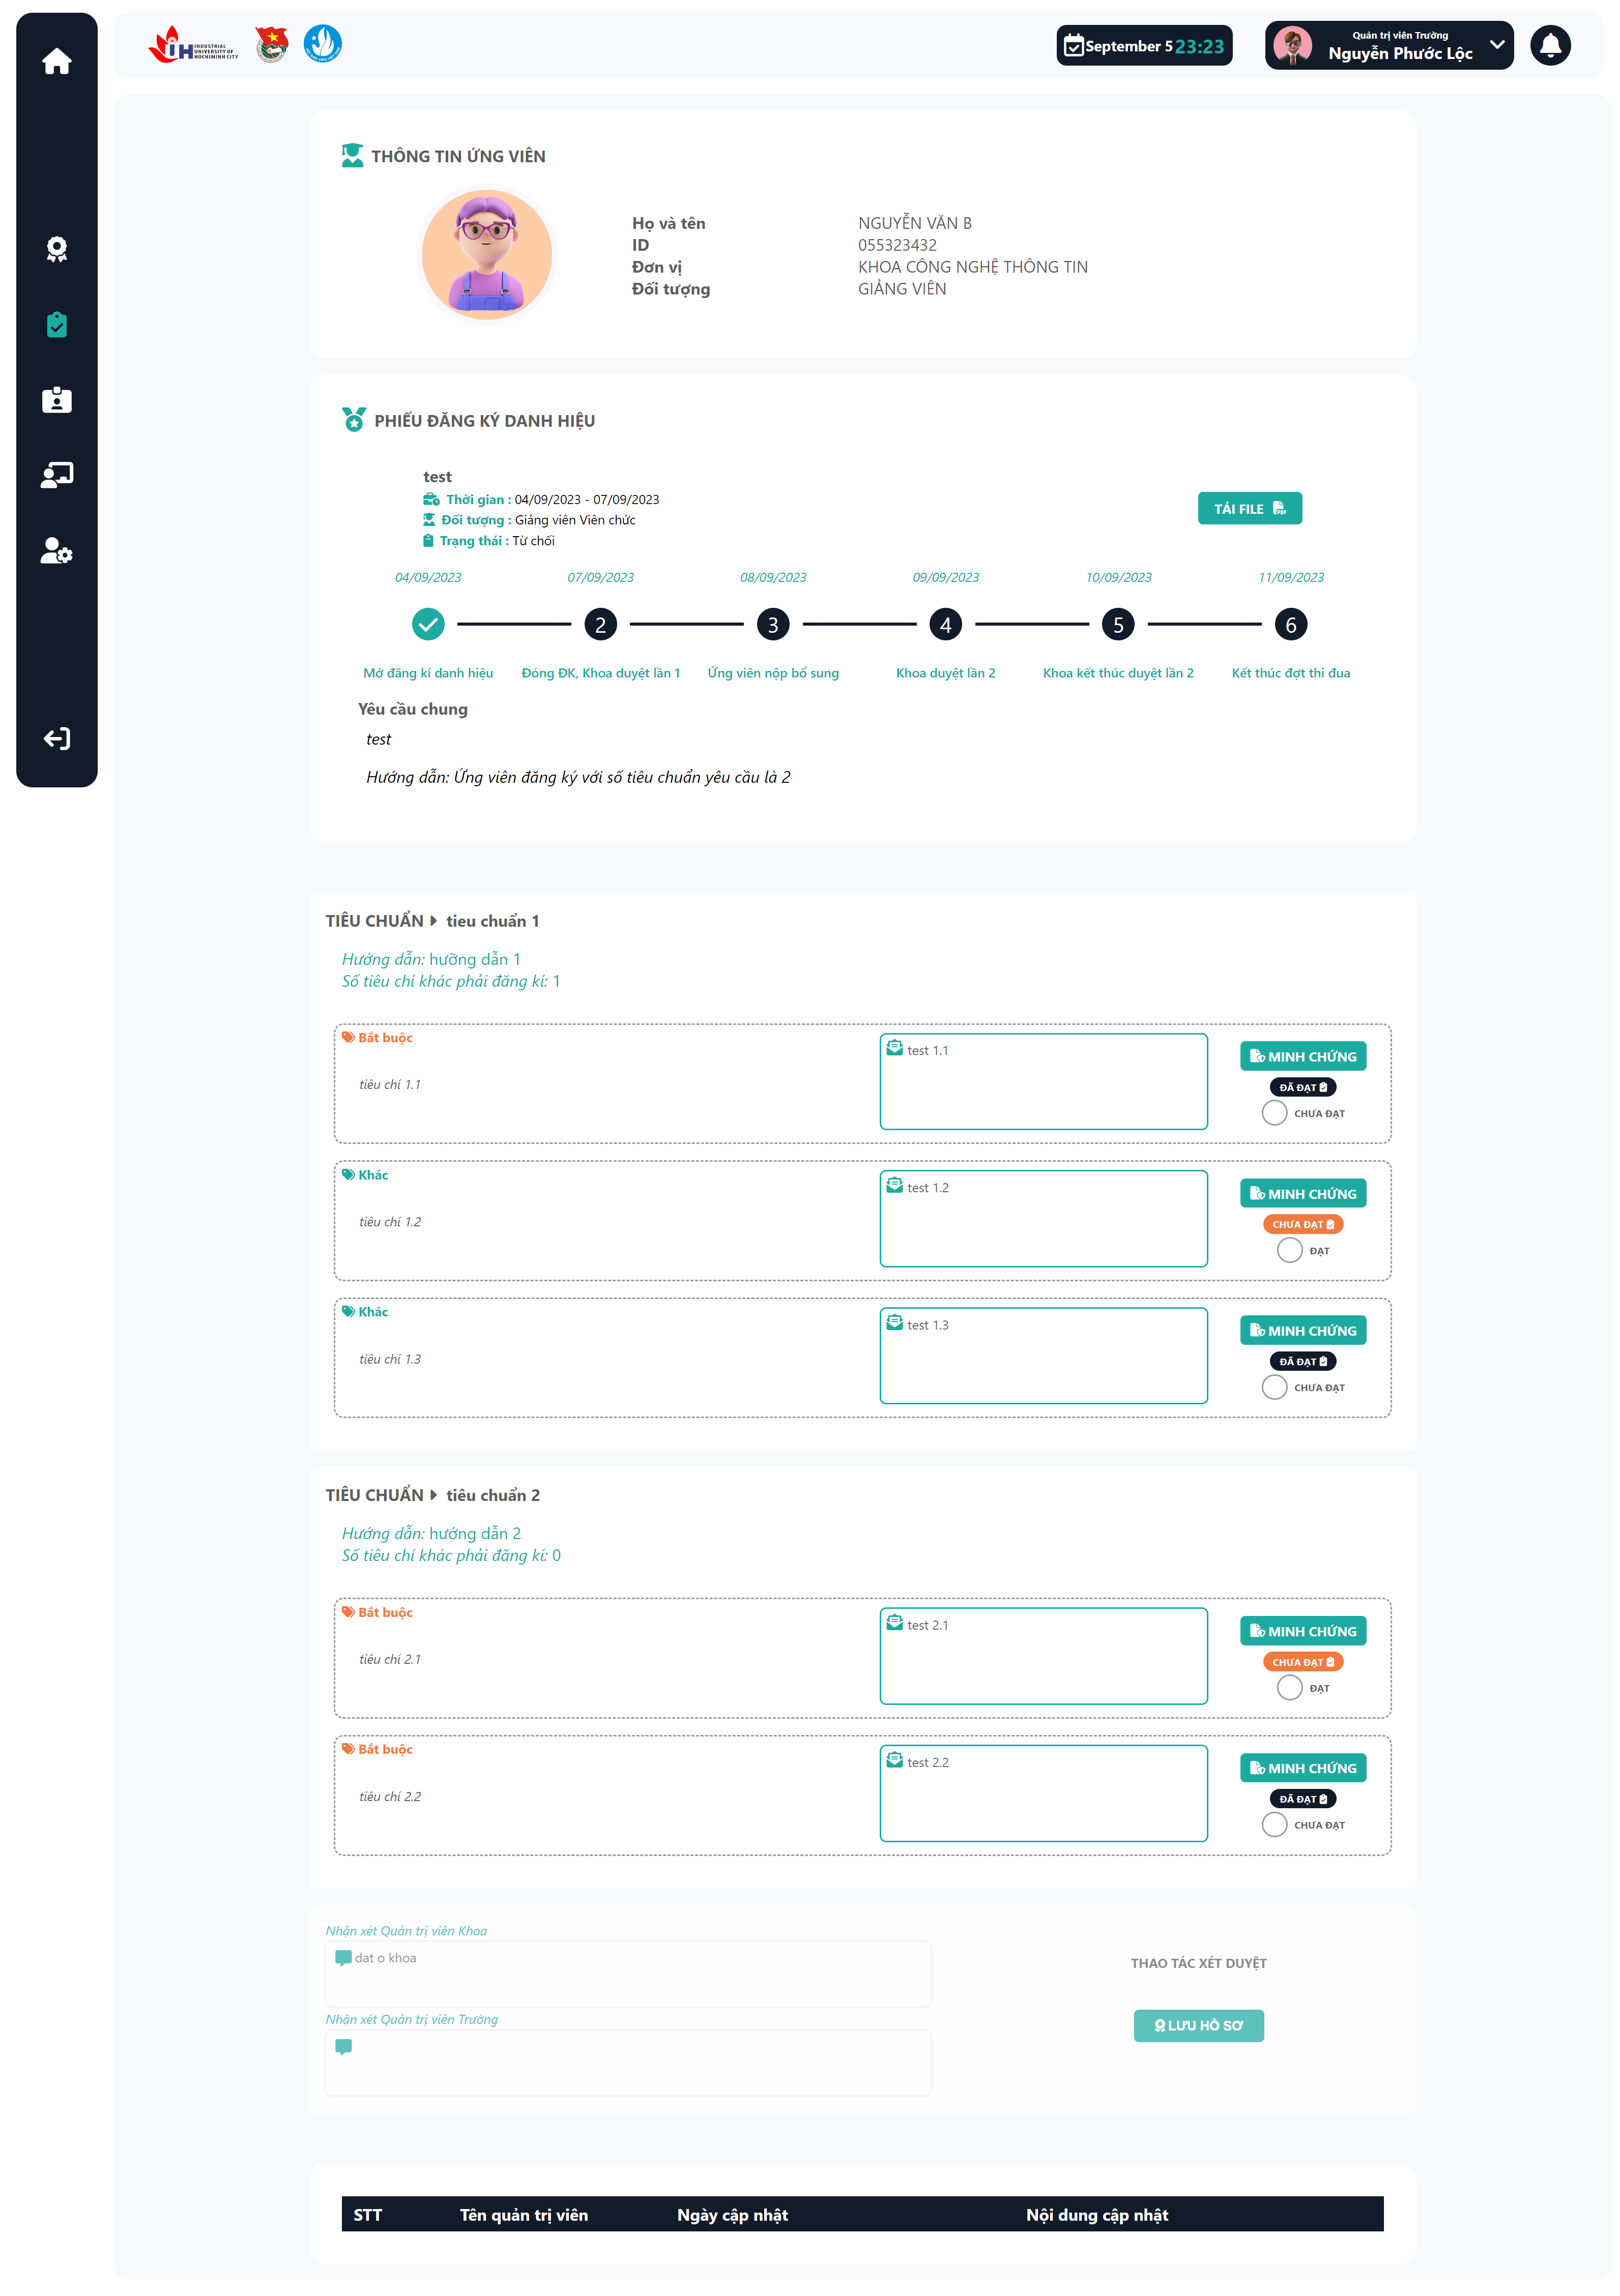 INDUSTRIAL
UNIVERSITY OF
HOCHIMINH CITY
September 5 23:23
Quản trị viên Trường
Nguyễn Phước Lộc
THÔNG TIN ỨNG VIÊN
Họ và tên NGUYỄN VĂN B
ID 055323432
Đơn vị KHOA CÔNG NGHỆ THÔNG TIN
Đối tượng GIẢNG VIÊN
PHIẾU ĐĂNG KÝ DANH HIỆU
test
Thời gian : 04/09/2023 - 07/09/2023
Đối tượng : Giảng viên Viên chức
Trạng thái : Từ chối
TẢI FILE PDF
04/09/2023 07/09/2023 08/09/2023 09/09/2023 10/09/2023 11/09/2023
2 3 4 5 6
Mở đăng kí danh hiệu Đóng ĐK, Khoa duyệt lần 1 Ứng viên nộp bổ sung Khoa duyệt lần 2 Khoa kết thúc duyệt lần 2 Kết thúc đợt thi đua
Yêu cầu chung
test
Hướng dẫn: Ứng viên đăng ký với số tiêu chuẩn yêu cầu là 2
TIÊU CHUẨN tieu chuẩn 1
Hướng dẫn: hưỡng dẫn 1
Số tiêu chí khác phải đăng kí: 1
Bắt buộc
tiêu chí 1.1
test 1.1
MINH CHỨNG
ĐÃ ĐẠT
CHƯA ĐẠT
Khác
tiêu chí 1.2
test 1.2
MINH CHỨNG
CHƯA ĐẠT
ĐẠT
Khác
tiêu chí 1.3
test 1.3
MINH CHỨNG
ĐÃ ĐẠT
CHƯA ĐẠT
TIÊU CHUẨN tiêu chuẩn 2
Hướng dẫn: hướng dẫn 2
Số tiêu chí khác phải đăng kí: 0
Bắt buộc
tiêu chí 2.1
test 2.1
MINH CHỨNG
CHƯA ĐẠT
ĐẠT
Bắt buộc
tiêu chí 2.2
test 2.2
MINH CHỨNG
ĐÃ ĐẠT
CHƯA ĐẠT
Nhận xét Quản trị viên Khoa
dat o khoa
Nhận xét Quản trị viên Trường
THAO TÁC XÉT DUYỆT
LƯU HỒ SƠ
STT Tên quản trị viên Ngày cập nhật Nội dung cập nhật